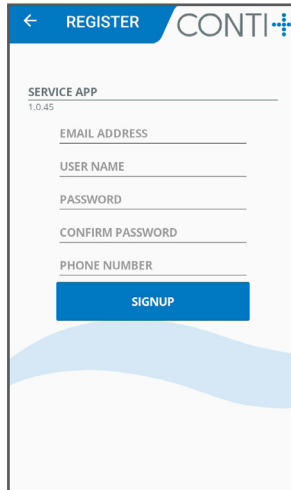 REGISTER
CONTI+
SERVICE APP
1.0.45
EMAIL ADDRESS
USER NAME
PASSWORD
CONFIRM PASSWORD
PHONE NUMBER
SIGNUP